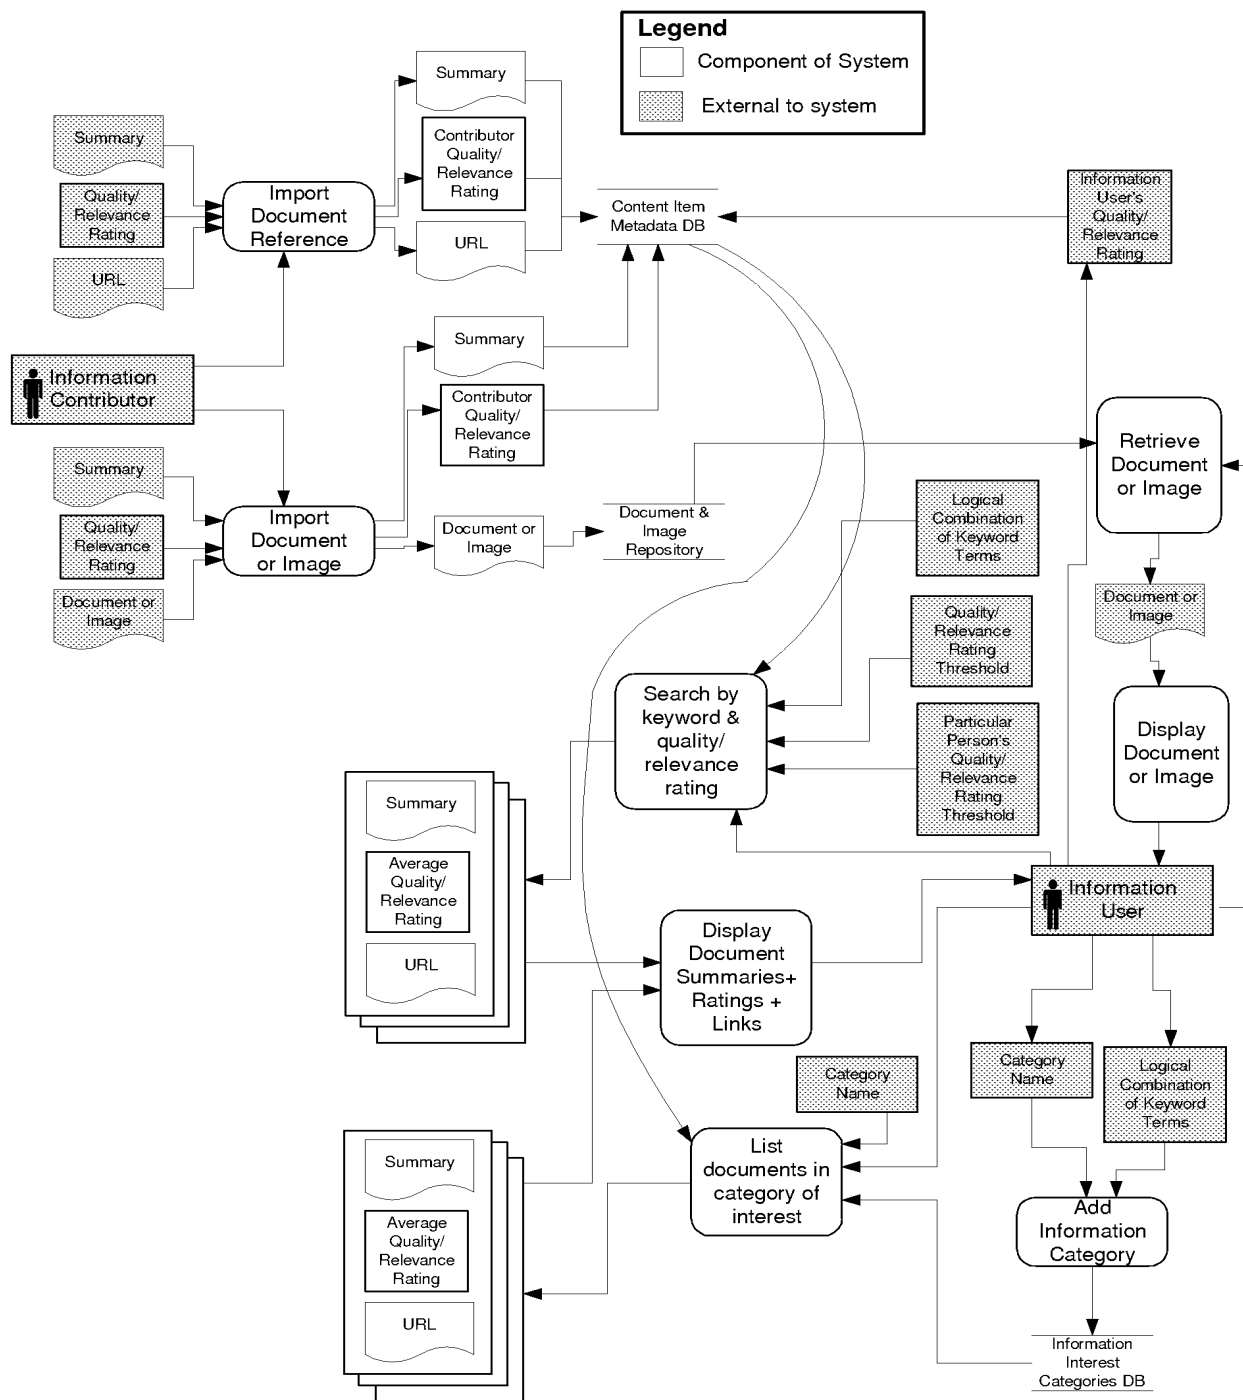 Legend
Component of System
External to system
Summary
Contributor
Quality/
Relevance
Rating
URL
Summary
Quality/
Relevance
Rating
URL
Import
Document
Reference
Content Item
Metadata DB
Information
User's
Quality/
Relevance
Rating
Information
Contributor
Summary
Contributor
Quality/
Relevance
Rating
Summary
Quality/
Relevance
Rating
Document or
Image
Import
Document
or Image
Document or
Image
Document &
Image
Repository
Logical
Combination
of Keyword
Terms
Retrieve
Document
or Image
Document or
Image
Quality/
Relevance
Rating
Threshold
Search by
keyword &
quality/
relevance
rating
Particular
Person's
Quality/
Relevance
Rating
Threshold
Display
Document
or Image
Summary
Average
Quality/
Relevance
Rating
URL
Display
Document
Summaries+
Ratings +
Links
Information
User
Category
Name
Category
Name
Logical
Combination
of Keyword
Terms
List
documents in
category of
interest
Summary
Average
Quality/
Relevance
Rating
URL
Add
Information
Category
Information
Interest
Categories DB